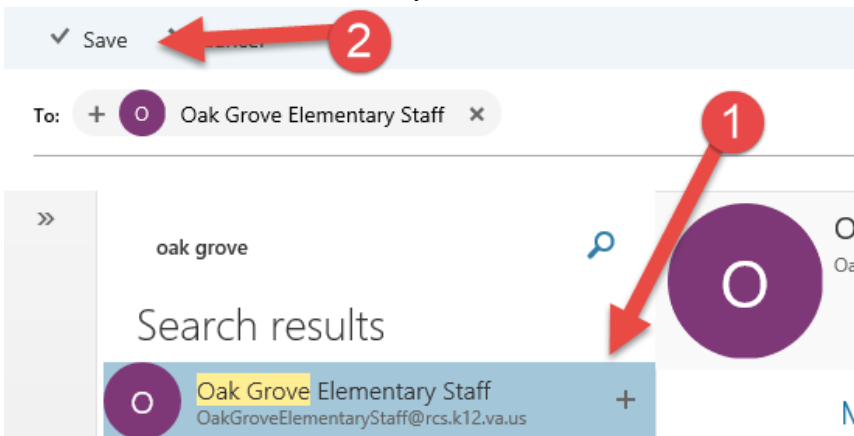 ✓ Save 2
To: + O Oak Grove Elementary Staff ×
1
»
oak grove
O
Oa
O
Search results
O Oak Grove Elementary Staff +
OakGroveElementaryStaff@rcs.k12.va.us